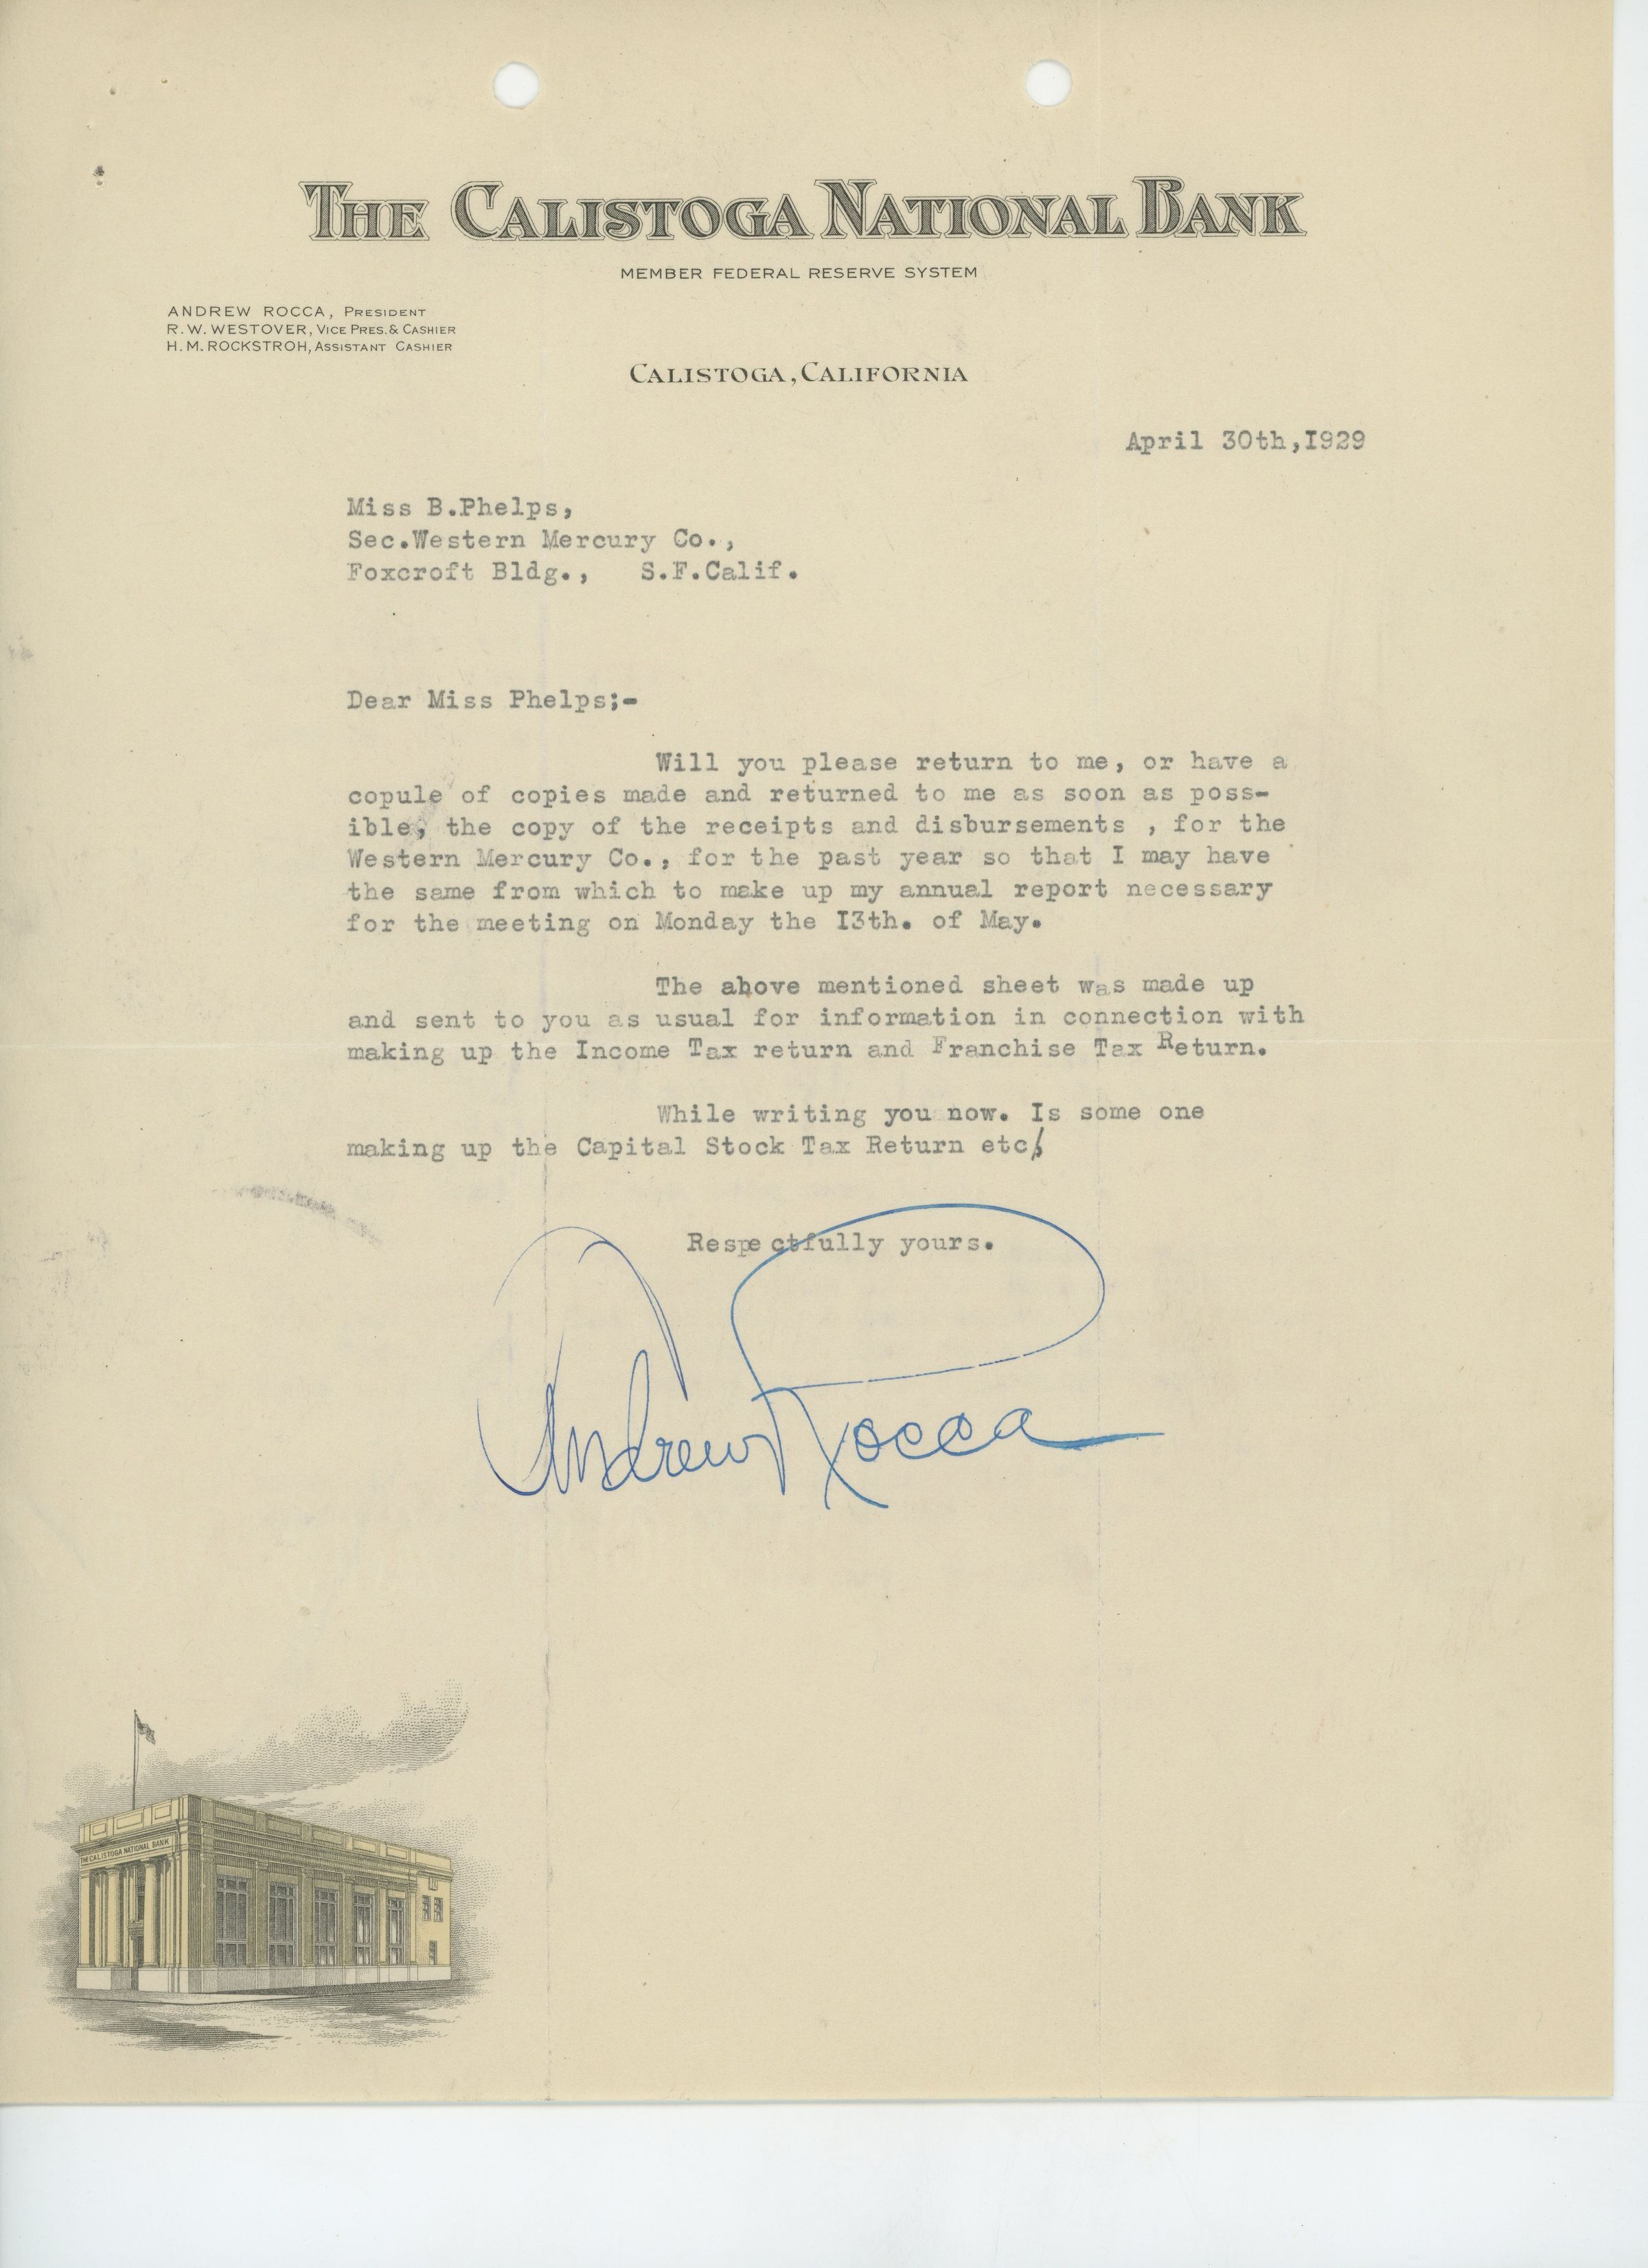 THE CALISTOGA NATIONAL BANK
MEMBER FEDERAL RESERVE SYSTEM
ANDREW ROCCA, PRESIDENT
R.W. WESTOVER, VICE PRES. & CASHIER
H.M. ROCKSTROH, ASSISTANT CASHIER
CALISTOGA, CALIFORNIA
April 30th,I929
Miss B.Phelps,
Sec.Western Mercury Co.,
Foxcroft Bldg., S.F.Calif.
Dear Miss Phelps;-
Will you please return to me, or have a
copule of copies made and returned to me as soon as poss-
ible, the copy of the receipts and disbursements , for the
Western Mercury Co., for the past year so that I may have
the same from which to make up my annual report necessary
for the meeting on Monday the I3th. of May.
The above mentioned sheet was made up
and sent to you as usual for information in connection with
making up the Income Tax return and Franchise Tax Return.
While writing you now. Is some one
making up the Capital Stock Tax Return etc.
Respectfully yours.
Andrew Rocca
THE CALISTOGA NATIONAL BANK